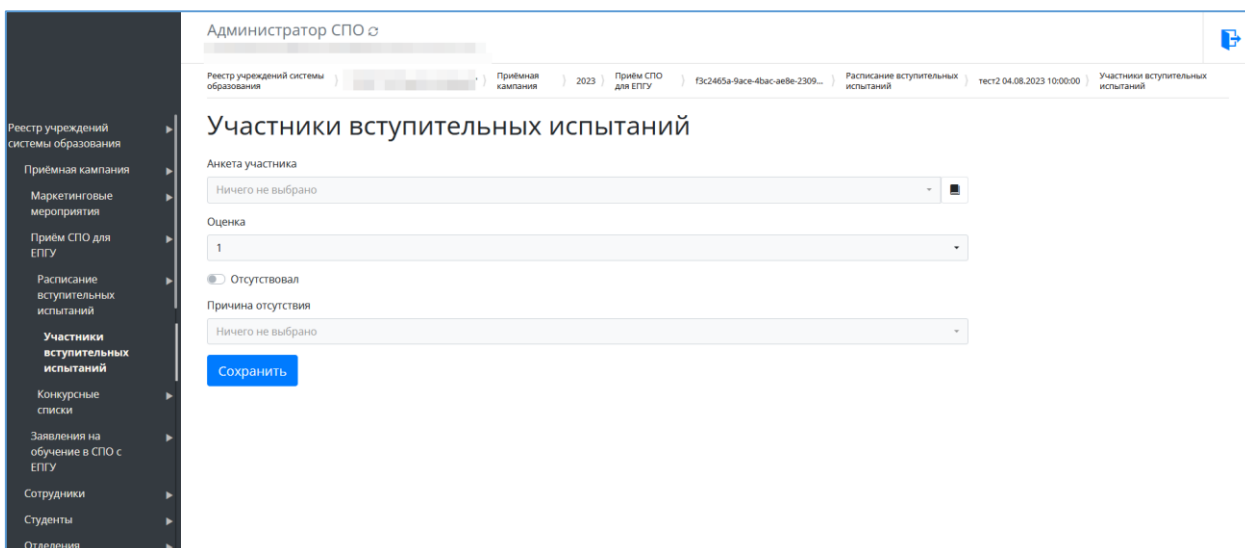 Администратор СПО
Реестр учреждений системы
образования
Приёмная
кампания
2023
Приём СПО
для ЕПГУ
f3c2465a-9ace-4bac-ae8e-2309...
Расписание вступительных
испытаний
тест2 04.08.2023 10:00:00
Участники вступительных
испытаний
Реестр учреждений
системы образования
Приёмная кампания
Маркетинговые
мероприятия
Приём СПО для
ЕПГУ
Расписание
вступительных
испытаний
Участники
вступительных
испытаний
Конкурсные
списки
Заявления на
обучение в СПО с
ЕПГУ
Сотрудники
Студенты
Отделения
Участники вступительных испытаний
Анкета участника
Ничего не выбрано
Оценка
1
Отсутствовал
Причина отсутствия
Ничего не выбрано
Сохранить